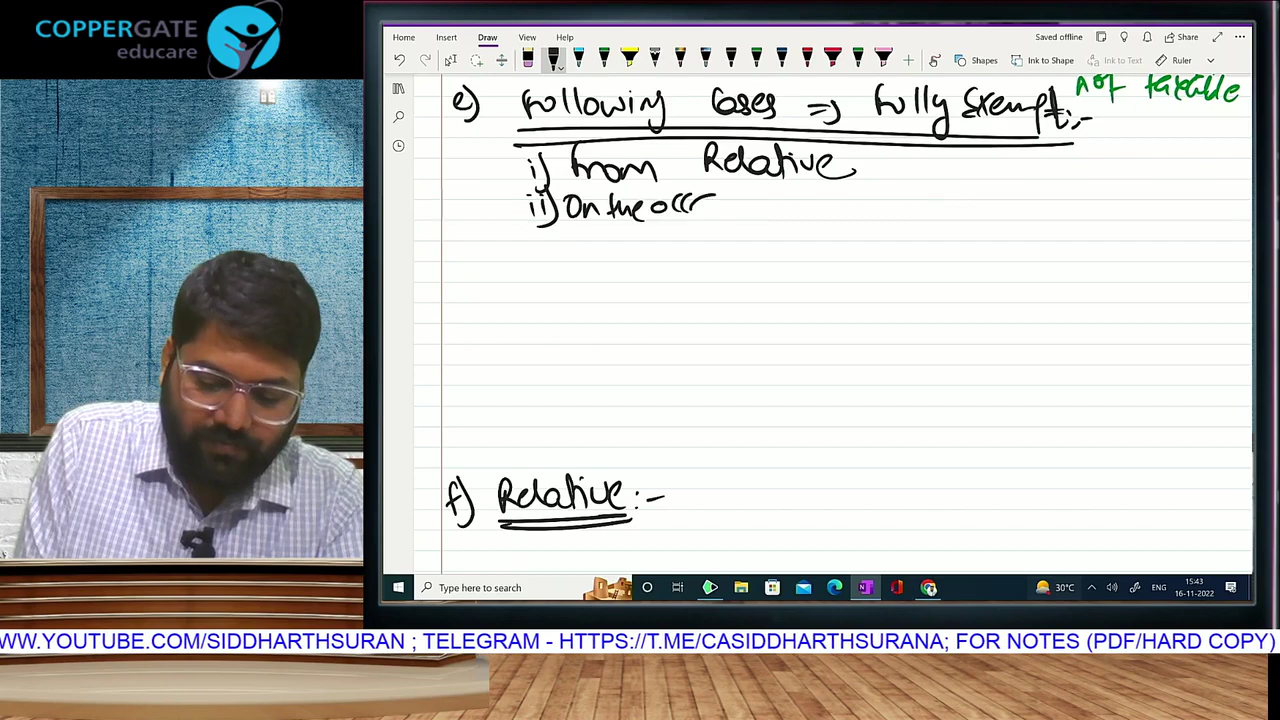 COPPERGATE
educare
Home Insert Draw View Help
Saved offline
Share
Shapes
Ink to Shape
Ink to Text
Ruler
not taxable
e) Following Cases => Fully Exempt:-
i) From Relative
ii) On the occ
f) Relative:-
Type here to search
30°C
ENG
15:43
16-11-2022
WWW.YOUTUBE.COM/SIDDHARTHSURAN ; TELEGRAM - HTTPS://T.ME/CASIDDHARTHSURANA; FOR NOTES (PDF/HARD COPY)